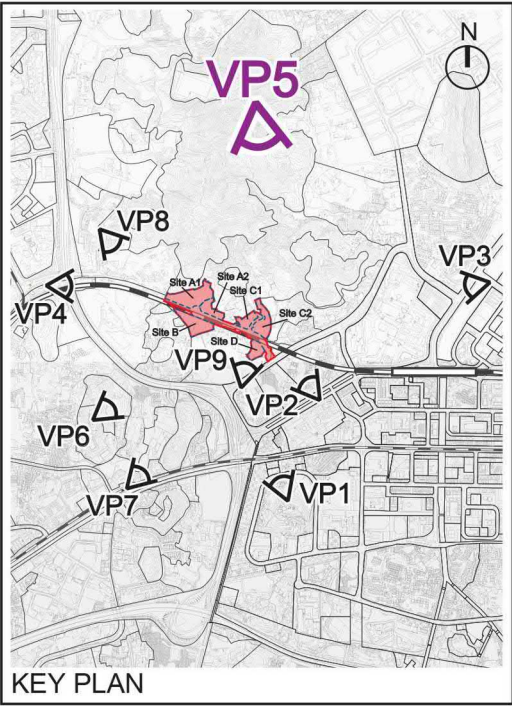 N
VP5
VP8
VP3
Site A1
Site A2
Site C1
VP4
Site C2
Site B
Site D
VP9
VP2
VP6
VP7
VP1
KEY PLAN